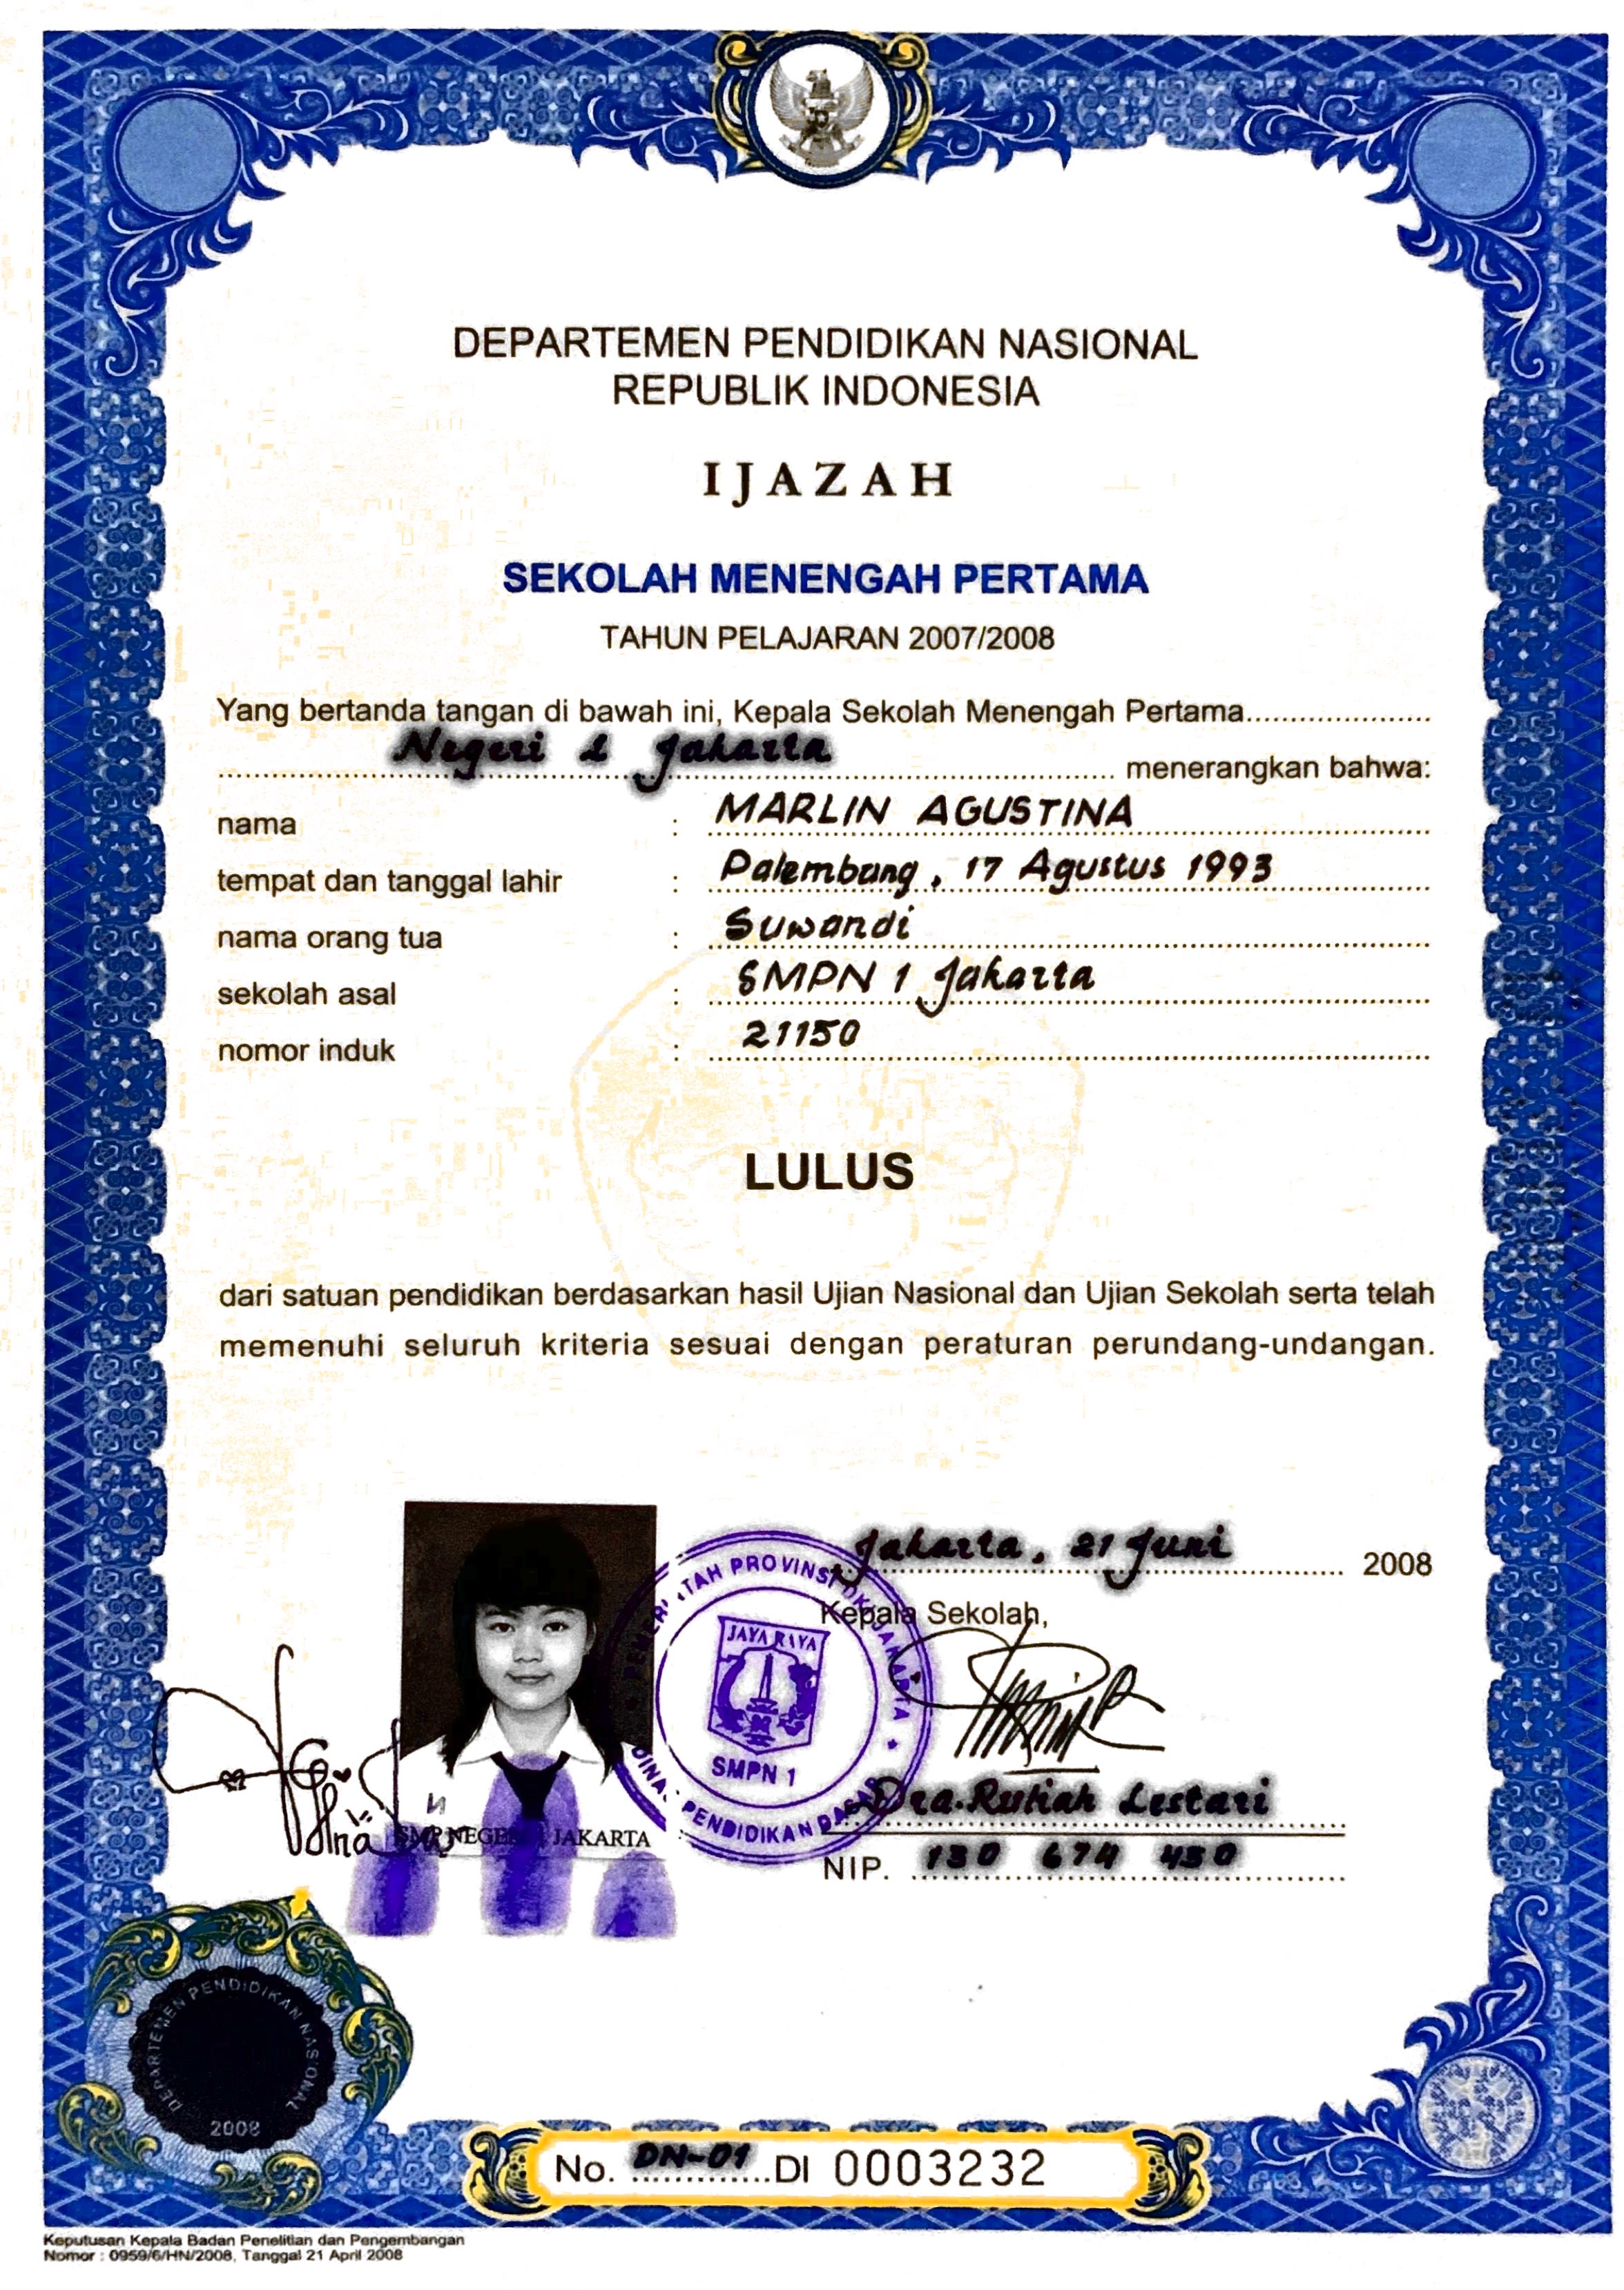 DEPARTEMEN PENDIDIKAN NASIONAL
REPUBLIK INDONESIA
IJAZAH
SEKOLAH MENENGAH PERTAMA
TAHUN PELAJARAN 2007/2008
Yang bertanda tangan di bawah ini, Kepala Sekolah Menengah Pertama
Negeri 1 Jakarta menerangkan bahwa:
nama : MARLIN AGUSTINA
tempat dan tanggal lahir : Palembang, 17 Agustus 1993
nama orang tua : Suwandi
sekolah asal : SMPN 1 Jakarta
nomor induk : 21150
LULUS
dari satuan pendidikan berdasarkan hasil Ujian Nasional dan Ujian Sekolah serta telah
memenuhi seluruh kriteria sesuai dengan peraturan perundang-undangan.
Jakarta, 21 Juni 2008
Kepala Sekolah,
PEMERINTAH PROVINSI DKI JAKARTA
JAYA RAYA
SMPN 1
DINAS PENDIDIKAN DASAR
SMP NEGERI JAKARTA
Dra. Rutiah Lestari
NIP. 130 674 450
DEPARTEMEN PENDIDIKAN NASIONAL
2008
No. DN-01 DI 0003232
Keputusan Kepala Badan Penelitian dan Pengembangan
Nomor : 0959/6/HN/2008, Tanggal 21 April 2008